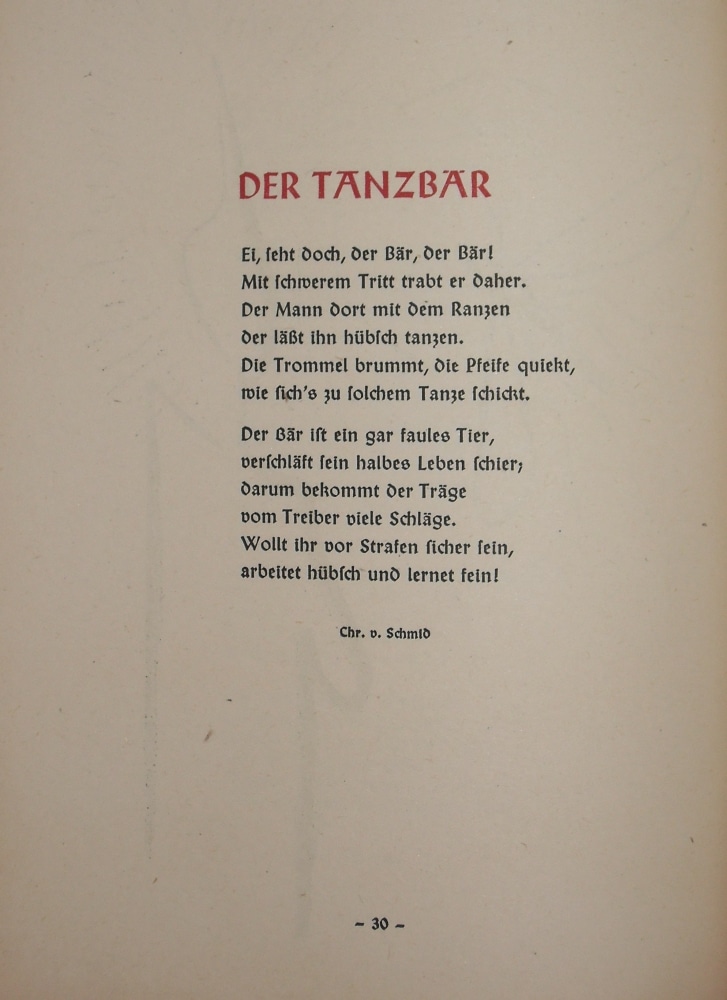 DER TANZBÄR
Ei, ſeht doch, der Bär, der Bär!
Mit ſchwerem Tritt trabt er daher.
Der Mann dort mit dem Ranzen
der läßt ihn hübſch tanzen.
Die Trommel brummt, die Pfeife quiekt,
wie ſich's zu ſolchem Tanze ſchickt.
Der Bär iſt ein gar faules Tier,
verſchläft ſein halbes Leben ſchier;
darum bekommt der Träge
vom Treiber viele Schläge.
Wollt ihr vor Strafen ſicher ſein,
arbeitet hübſch und lernet fein!
Chr. v. Schmid
– 30 –